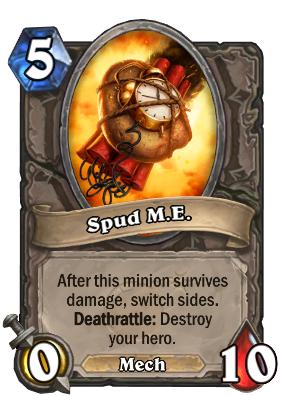 5
Spud M.E.
After this minion survives
damage, switch sides.
Deathrattle: Destroy
your hero.
Mech
0
10